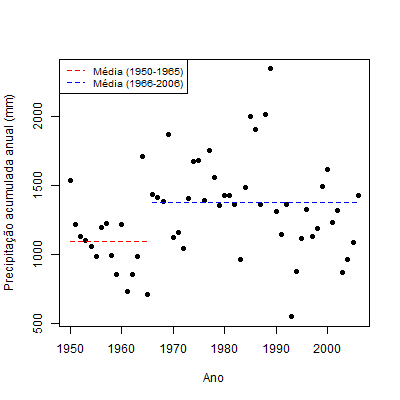 Média (1950-1965)
Média (1966-2006)
Precipitação acumulada anual (mm)
2000
1500
1000
500
1950 1960 1970 1980 1990 2000
Ano